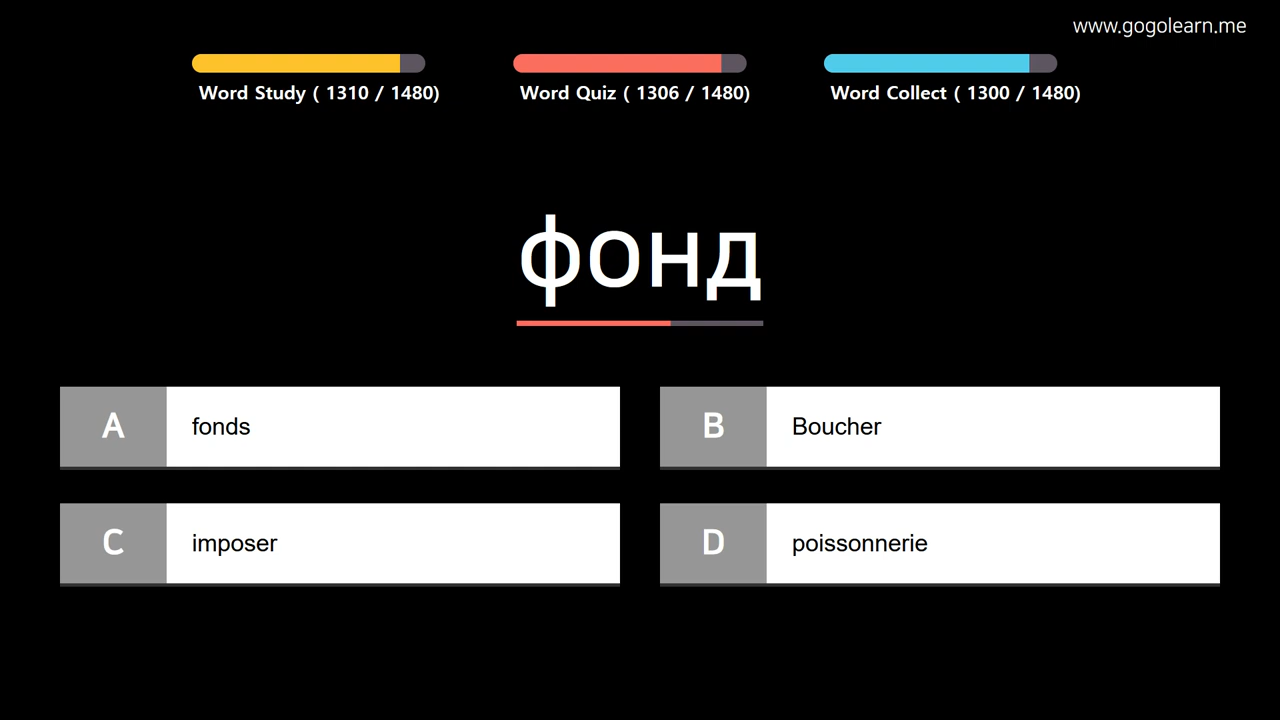 www.gogolearn.me
Word Study ( 1310 / 1480)
Word Quiz ( 1306 / 1480)
Word Collect ( 1300 / 1480)
фонд
A fonds
B Boucher
C imposer
D poissonnerie